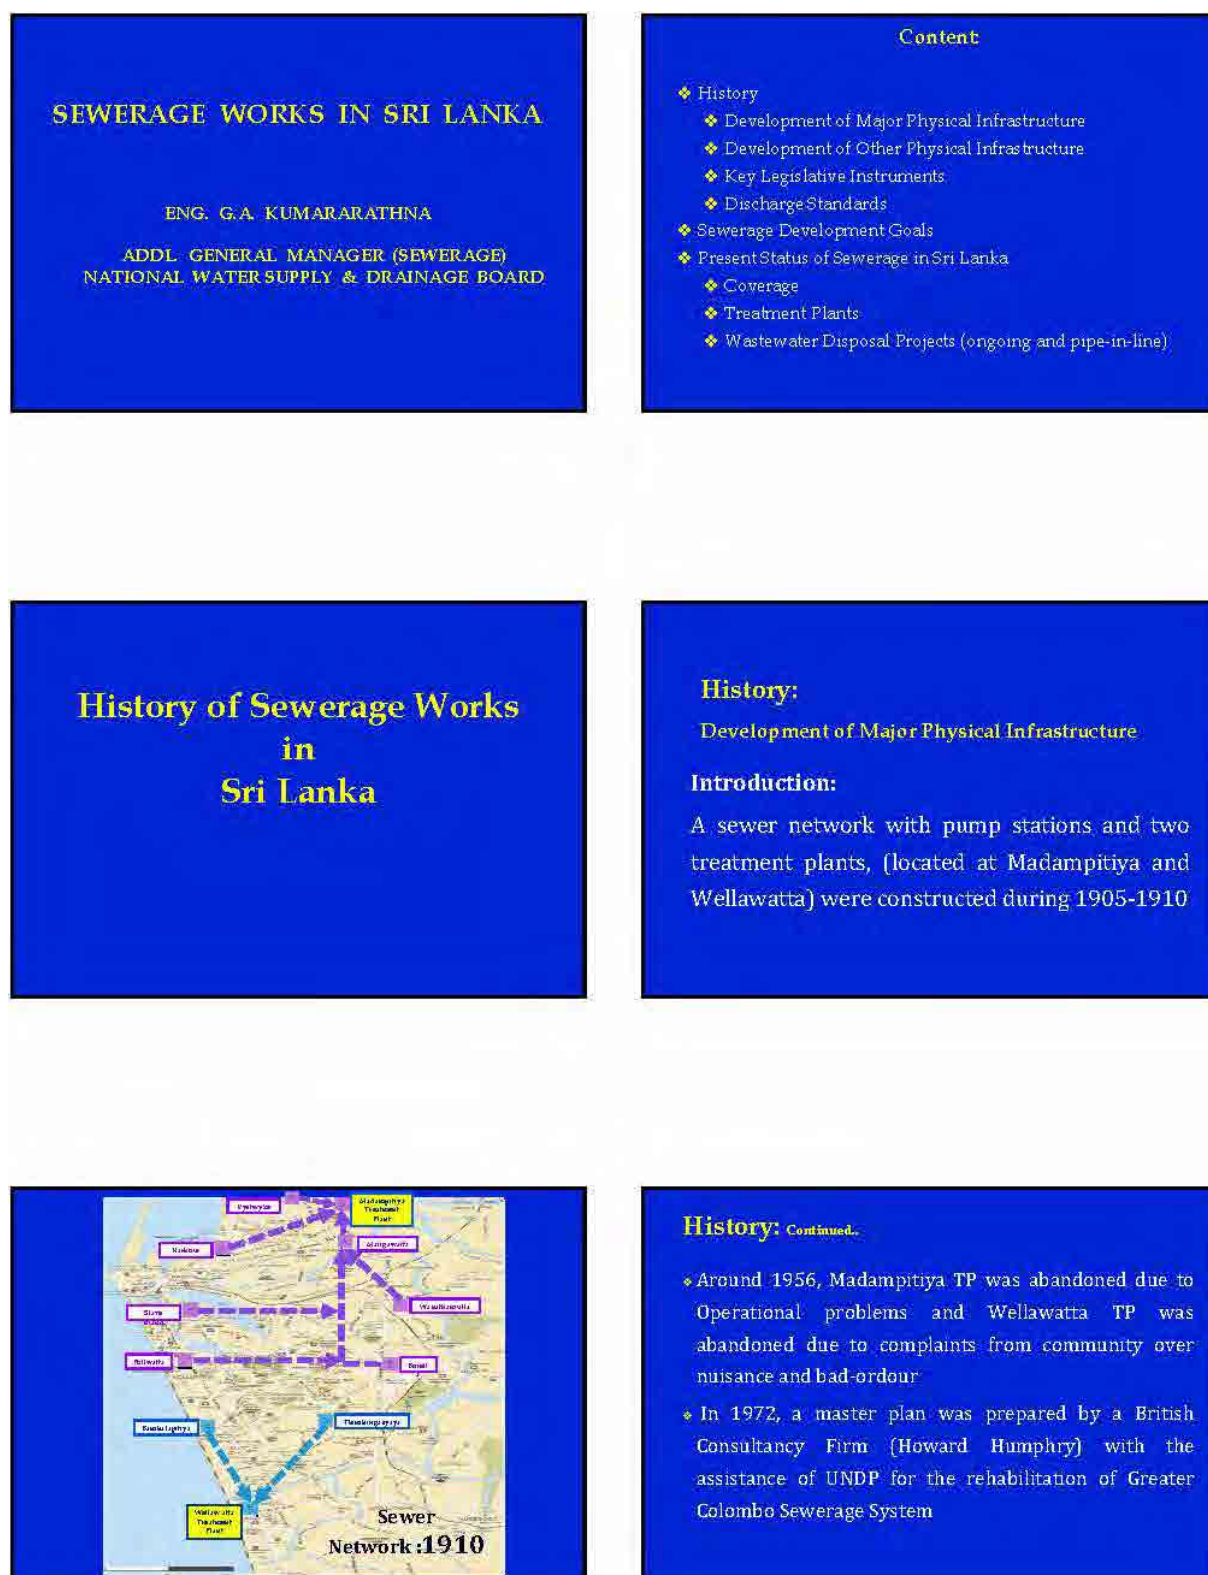 SEWERAGE WORKS IN SRI LANKA
ENG. G.A. KUMARARATHNA
ADDL GENERAL MANAGER (SEWERAGE)
NATIONAL WATER SUPPLY & DRAINAGE BOARD
Content:
❖ History
❖ Development of Major Physical Infrastructure
❖ Development of Other Physical Infrastructure
❖ Key Legislative Instruments
❖ Discharge Standards
❖ Sewerage Development Goals
❖ Present Status of Sewerage in Sri Lanka
❖ Coverage
❖ Treatment Plants
❖ Wastewater Disposal Projects (ongoing and pipe-in-line)
History of Sewerage Works
in
Sri Lanka
History:
Development of Major Physical Infrastructure
Introduction:
A sewer network with pump stations and two
treatment plants, (located at Madampitiya and
Wellawatta) were constructed during 1905-1910
Madampitiya
Treatment
Plant
Wellawatta
Treatment
Plant
Sewer
Network :1910
History: Continued..
❖ Around 1956, Madampitiya TP was abandoned due to
Operational problems and Wellawatta TP was
abandoned due to complaints from community over
nuisance and bad-ordour
❖ In 1972, a master plan was prepared by a British
Consultancy Firm (Howard Humphry) with the
assistance of UNDP for the rehabilitation of Greater
Colombo Sewerage System